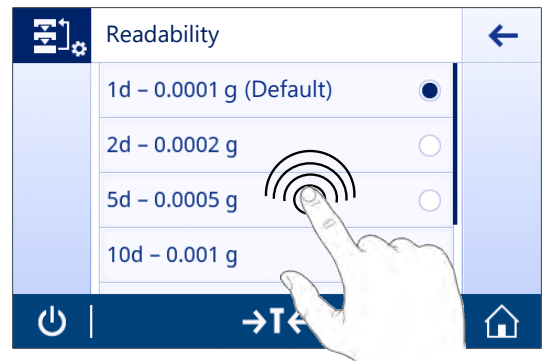 Readability
1d – 0.0001 g (Default)
2d – 0.0002 g
5d – 0.0005 g
10d – 0.001 g
→T←